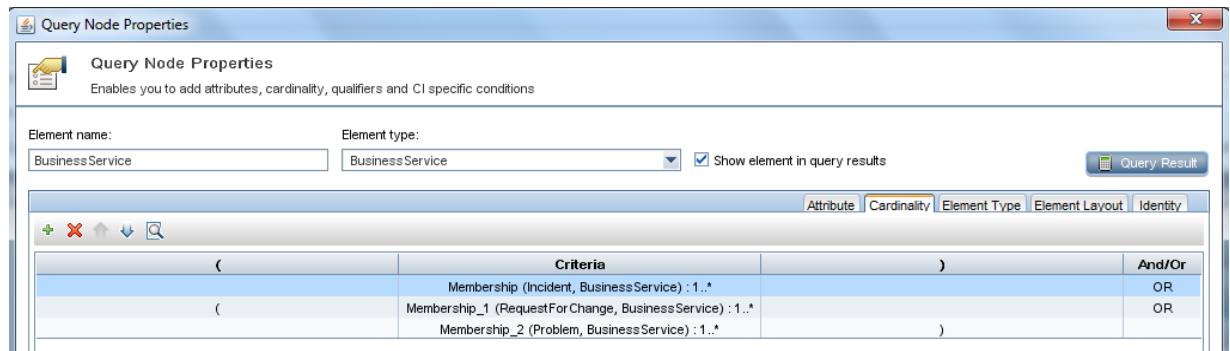 Query Node Properties
Query Node Properties
Enables you to add attributes, cardinality, qualifiers and CI specific conditions
Element name: Element type:
BusinessService BusinessService Show element in query results Query Result
Attribute Cardinality Element Type Element Layout Identity
( Criteria ) And/Or
Membership (Incident, BusinessService) : 1..* OR
( Membership_1 (RequestForChange, BusinessService) : 1..* OR
Membership_2 (Problem, BusinessService) : 1..* )